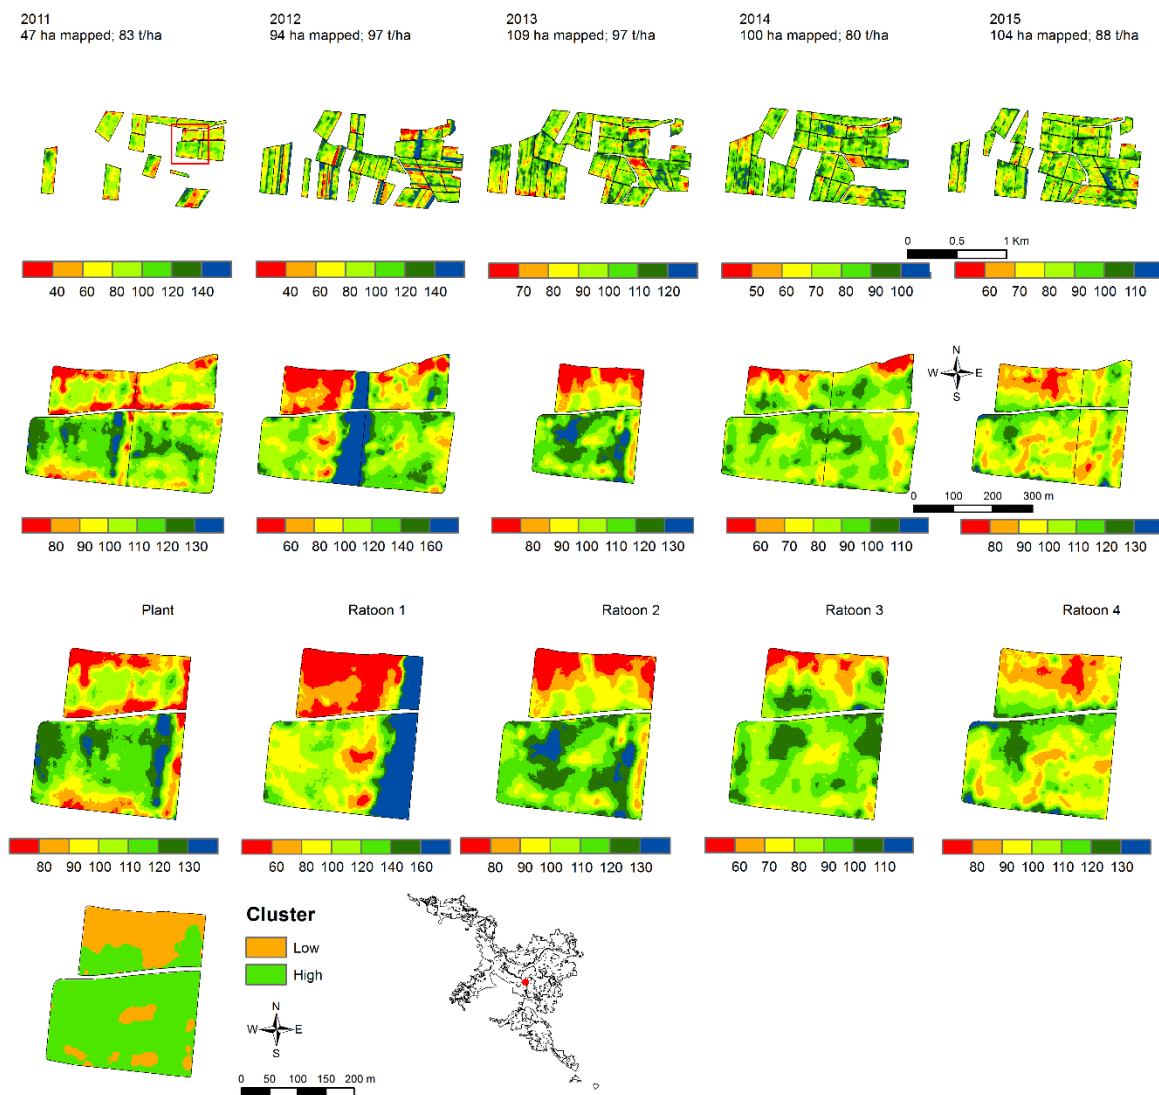 2011
47 ha mapped; 83 t/ha
2012
94 ha mapped; 97 t/ha
2013
109 ha mapped; 97 t/ha
2014
100 ha mapped; 80 t/ha
2015
104 ha mapped; 88 t/ha
0 0.5 1 Km
40 60 80 100 120 140
40 60 80 100 120 140
70 80 90 100 110 120
50 60 70 80 90 100
60 70 80 90 100 110
N
W E
S
0 100 200 300 m
80 90 100 110 120 130
60 80 100 120 140 160
80 90 100 110 120 130
60 70 80 90 100 110
80 90 100 110 120 130
Plant
Ratoon 1
Ratoon 2
Ratoon 3
Ratoon 4
80 90 100 110 120 130
60 80 100 120 140 160
80 90 100 110 120 130
60 70 80 90 100 110
80 90 100 110 120 130
Cluster
Low
High
N
W E
S
0 50 100 150 200 m